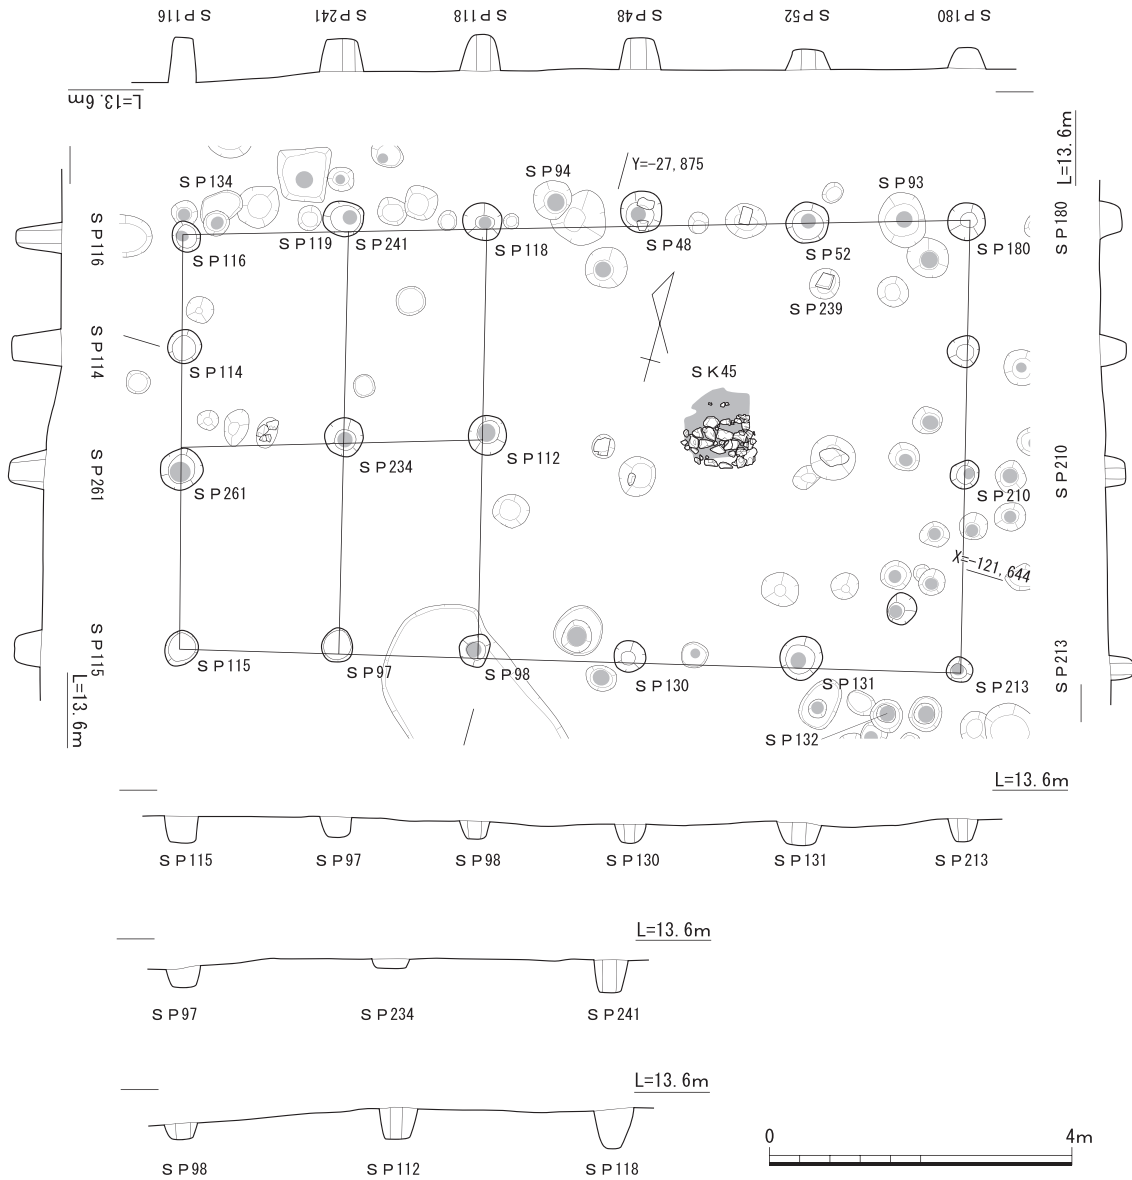 ＳＰ116
ＳＰ241
ＳＰ118
ＳＰ48
ＳＰ52
ＳＰ180
L=13.6m
L=13.6m
Y=-27,875
ＳＰ134
ＳＰ94
ＳＰ93
ＳＰ116
ＳＰ180
ＳＰ119
ＳＰ241
ＳＰ118
ＳＰ48
ＳＰ52
ＳＰ180
ＳＰ116
ＳＰ239
ＳＰ114
ＳＰ114
ＳＫ45
ＳＰ112
ＳＰ234
ＳＰ261
ＳＰ261
ＳＰ210
ＳＰ210
X=-121,644
ＳＰ115
ＳＰ115
ＳＰ97
ＳＰ98
ＳＰ130
ＳＰ131
ＳＰ213
ＳＰ213
L=13.6m
ＳＰ132
L=13.6m
ＳＰ115
ＳＰ97
ＳＰ98
ＳＰ130
ＳＰ131
ＳＰ213
L=13.6m
ＳＰ97
ＳＰ234
ＳＰ241
L=13.6m
ＳＰ98
ＳＰ112
ＳＰ118
0
4m